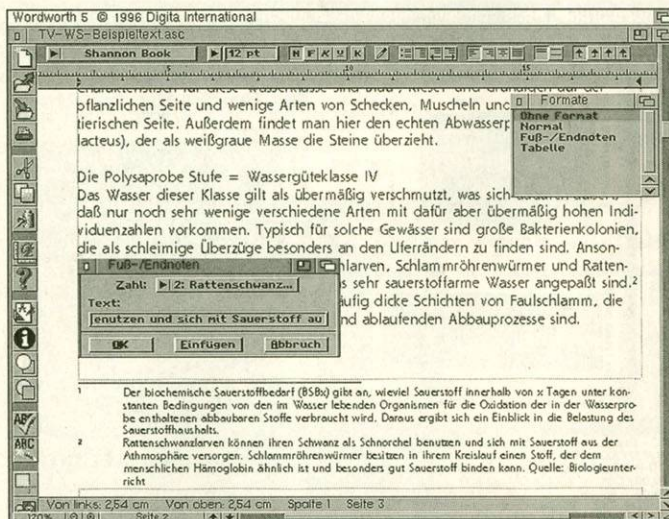 Wordworth 5 © 1996 Digita International
TV-WS-Beispieltext.asc
Shannon Book 12 pt N F K U K
10 15
pflanzlichen Seite und wenige Arten von Schecken, Muscheln
tierischen Seite. Außerdem findet man hier den echten
lacteus), der als weißgraue Masse die Steine überzieht.
Formate
Ohne Format
Normal
Fuß-/Endnoten
Tabelle
Die Polysaprobe Stufe = Wassergüteklasse IV
Das Wasser dieser Klasse gilt als übermäßig verschmutzt, was sich
daß nur noch sehr wenige verschiedene Arten mit dafür aber übermäßig hohen Indi-
viduenzahlen vorkommen. Typisch für solche Gewässer sind große Bakterienkolonien,
die als schleimige Überzüge besonders an den Uferrändern zu finden sind. Anson-
hlarven, Schlammröhrenwürmer und Ratten-
s sehr sauerstoffarme Wasser angepaßt sind.²
äufig dicke Schichten von Faulschlamm, die
nd ablaufenden Abbauprozesse sind.
Fuß-/Endnoten
Zahl: 2: Rattenschwanz...
Text:
enutzen und sich mit Sauerstoff au
OK Einfügen Abbruch
1 Der biochemische Sauerstoffbedarf (BSBx) gibt an, wieviel Sauerstoff innerhalb von x Tagen unter kon-
stanten Bedingungen von den im Wasser lebenden Organismen für die Oxidation der in der Wasserpro-
be enthaltenen abbaubaren Stoffe verbraucht wird. Daraus ergibt sich ein Einblick in die Belastung des
Sauerstoffhaushalts.
2 Rattenschwanzlarven können ihren Schwanz als Schnorchel benutzen und sich mit Sauerstoff aus der
Athmosphäre versorgen. Schlammröhrenwürmer besitzen in ihrem Kreislauf einen Stoff, der dem
menschlichen Hämoglobin ähnlich ist und besonders gut Sauerstoff binden kann. Quelle: Biologieunter-
richt
ABC
Von links: 2,54 cm Von oben: 2,54 cm Spalte 1 Seite 3
120% Seite 2